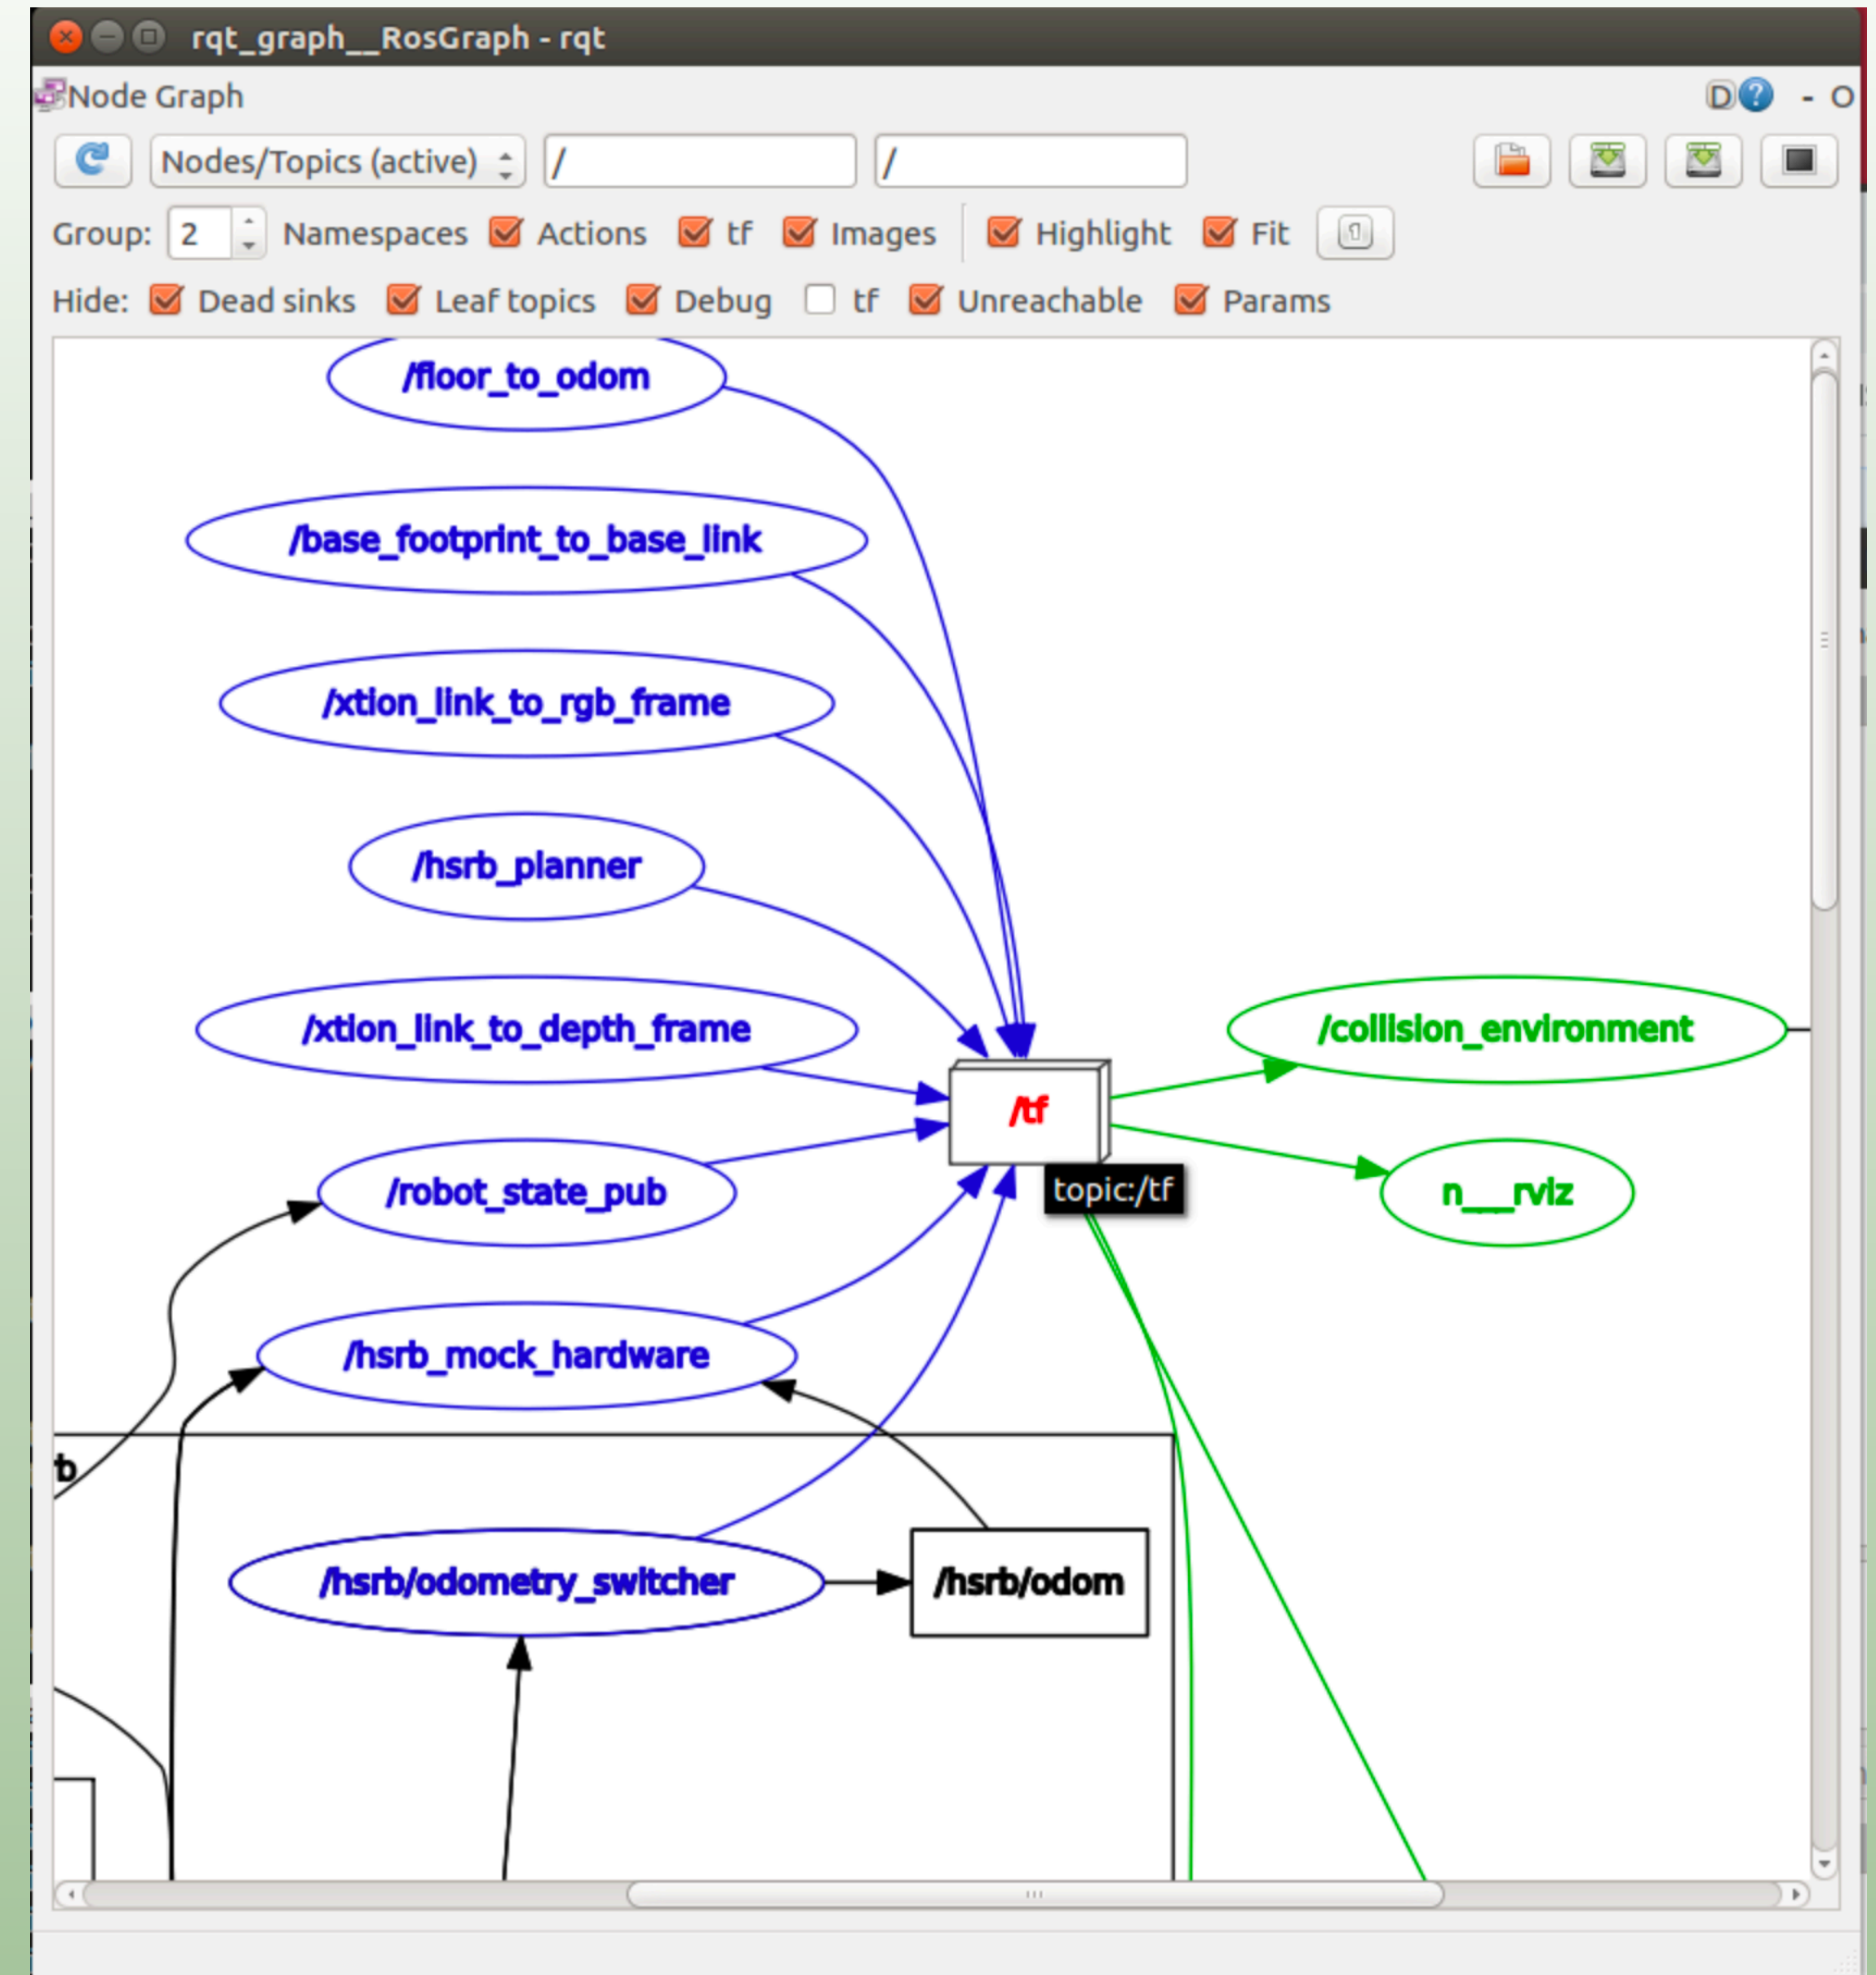 rqt_graph__RosGraph - rqt
Node Graph
D ? - O
Nodes/Topics (active) / /
Group: 2 Namespaces Actions tf Images Highlight Fit
Hide: Dead sinks Leaf topics Debug tf Unreachable Params
/floor_to_odom
/base_footprint_to_base_link
/xtion_link_to_rgb_frame
/hsrb_planner
/xtion_link_to_depth_frame
/collision_environment
/tf
topic:/tf
/robot_state_pub
n___rviz
/hsrb_mock_hardware
rb
/hsrb/odometry_switcher
/hsrb/odom